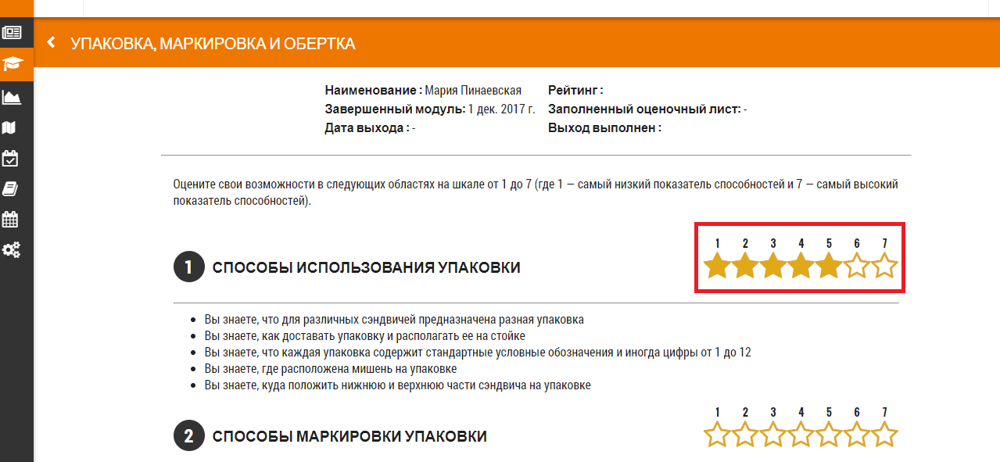 УПАКОВКА, МАРКИРОВКА И ОБЕРТКА
Наименование : Мария Пинаевская
Рейтинг :
Завершенный модуль: 1 дек. 2017 г.
Заполненный оценочный лист: -
Дата выхода : -
Выход выполнен :
Оцените свои возможности в следующих областях на шкале от 1 до 7 (где 1 — самый низкий показатель способностей и 7 — самый высокий
показатель способностей).
1 2 3 4 5 6 7
1 СПОСОБЫ ИСПОЛЬЗОВАНИЯ УПАКОВКИ
• Вы знаете, что для различных сэндвичей предназначена разная упаковка
• Вы знаете, как доставать упаковку и располагать ее на стойке
• Вы знаете, что каждая упаковка содержит стандартные условные обозначения и иногда цифры от 1 до 12
• Вы знаете, где расположена мишень на упаковке
• Вы знаете, куда положить нижнюю и верхнюю части сэндвича на упаковке
1 2 3 4 5 6 7
2 СПОСОБЫ МАРКИРОВКИ УПАКОВКИ